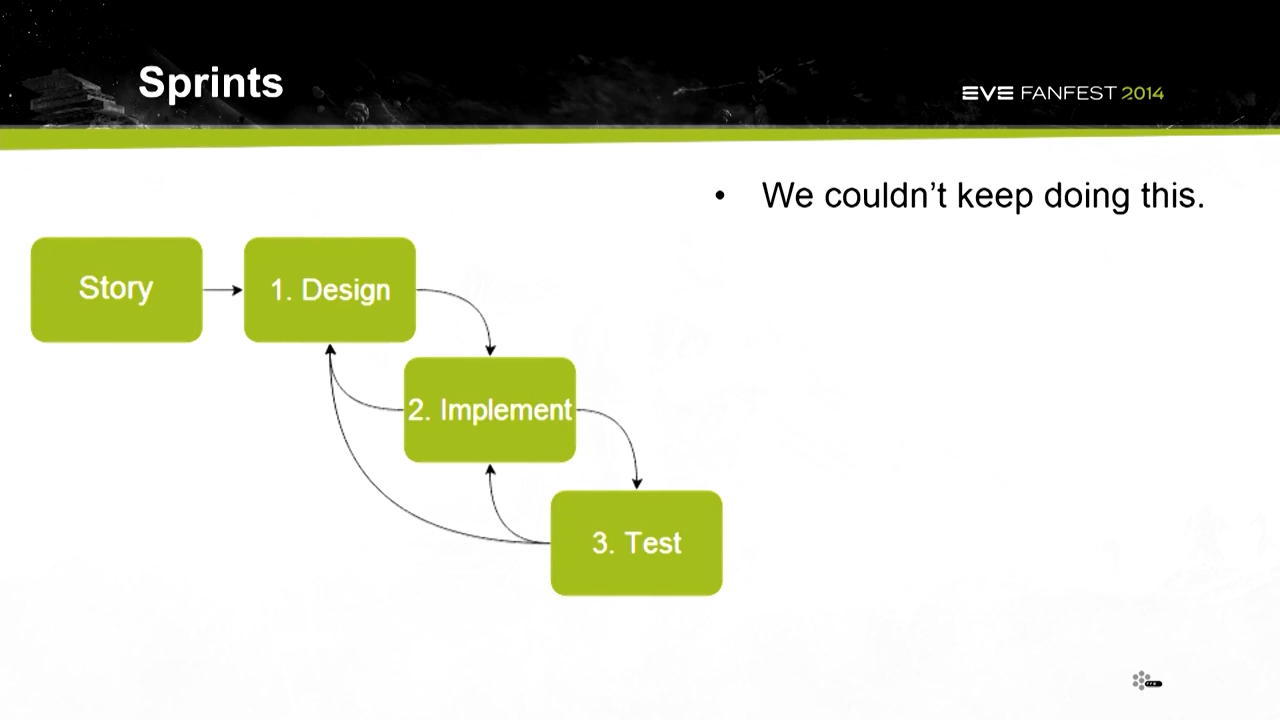 Sprints
EVE FANFEST 2014
• We couldn’t keep doing this.
Story
1. Design
2. Implement
3. Test